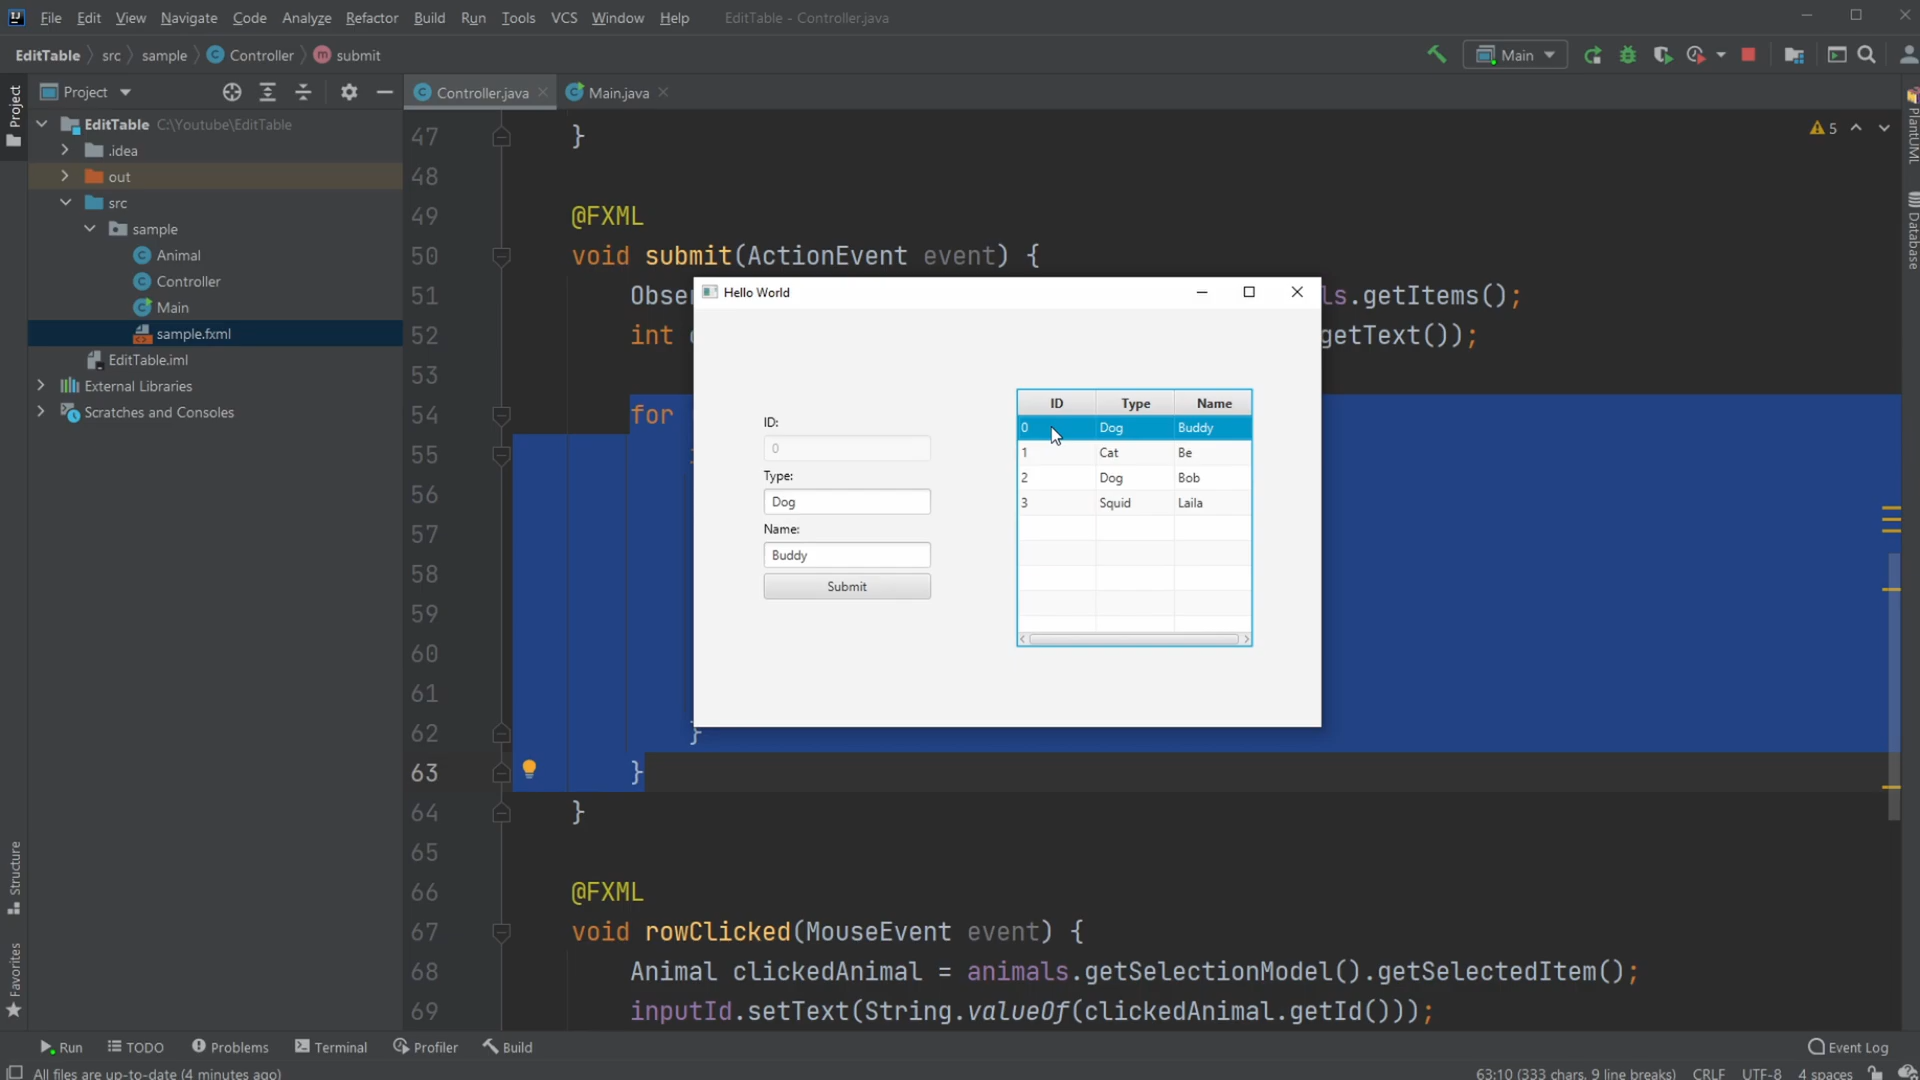 File Edit View Navigate Code Analyze Refactor Build Run Tools VCS Window Help EditTable - Controller.java
EditTable src sample Controller submit
Main
Project
Controller.java
Main.java
Project
EditTable C:\Youtube\EditTable
.idea
out
src
sample
Animal
Controller
Main
sample.fxml
EditTable.iml
External Libraries
Scratches and Consoles
Structure
Favorites
5
PlantUML
Database
47 }
48
49 @FXML
50 void submit(ActionEvent event) {
51 Obser ls.getItems();
52 int getText());
53
54 for
55
56
57
58
59
60
61
62 }
63 }
64 }
65
66 @FXML
67 void rowClicked(MouseEvent event) {
68 Animal clickedAnimal = animals.getSelectionModel().getSelectedItem();
69 inputId.setText(String.valueOf(clickedAnimal.getId()));
Hello World
ID:
0
Type:
Dog
Name:
Buddy
Submit
ID Type Name
0 Dog Buddy
1 Cat Be
2 Dog Bob
3 Squid Laila
Run TODO Problems Terminal Profiler Build Event Log
All files are up-to-date (4 minutes ago) 63:10 (333 chars, 9 line breaks) CRLF UTF-8 4 spaces